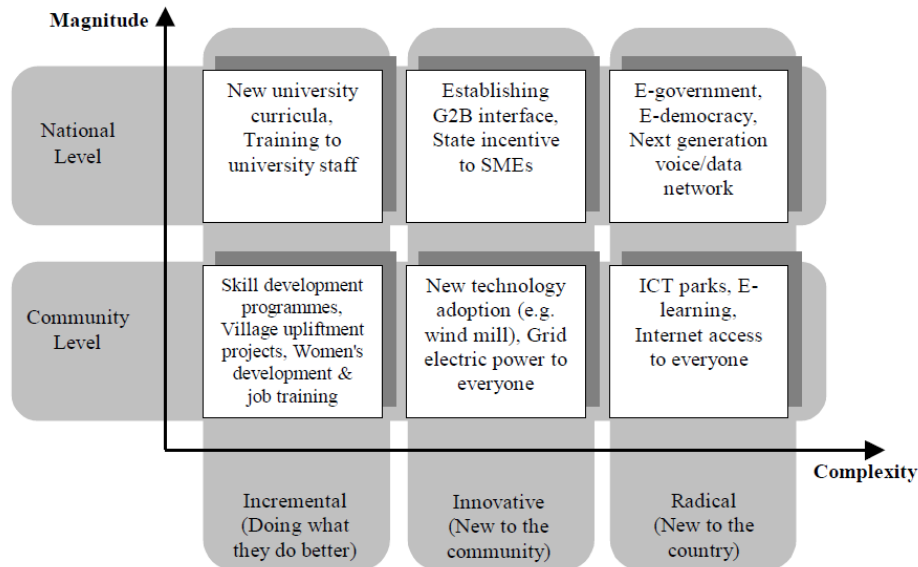 Magnitude
National
Level
New university
curricula,
Training to
university staff
Establishing
G2B interface,
State incentive
to SMEs
E-government,
E-democracy,
Next generation
voice/data
network
Community
Level
Skill development
programmes,
Village upliftment
projects, Women's
development &
job training
New technology
adoption (e.g.
wind mill), Grid
electric power to
everyone
ICT parks, E-
learning,
Internet access
to everyone
Complexity
Incremental
(Doing what
they do better)
Innovative
(New to the
community)
Radical
(New to the
country)